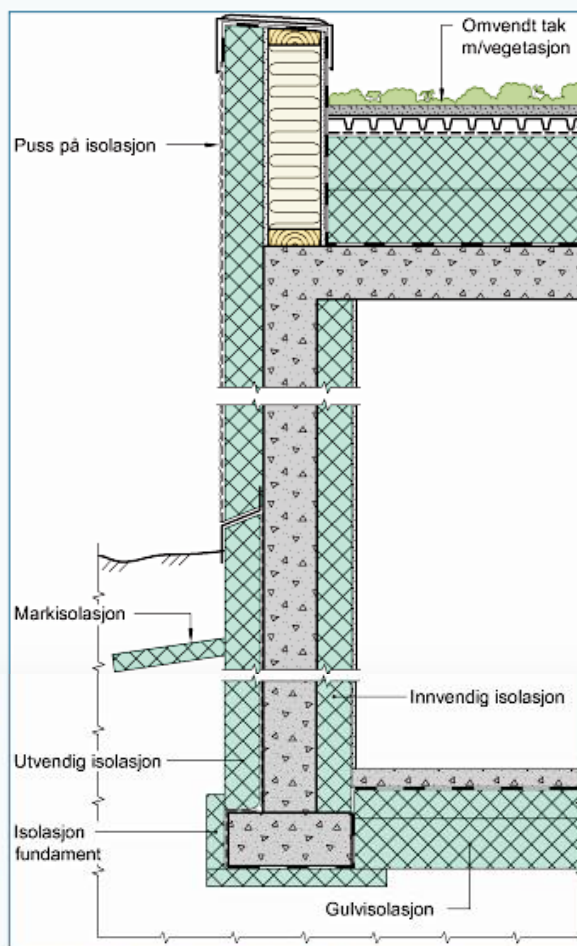 Omvendt tak
m/vegetasjon
Puss på isolasjon
Markisolasjon
Innvendig isolasjon
Utvendig isolasjon
Isolasjon
fundament
Gulvisolasjon